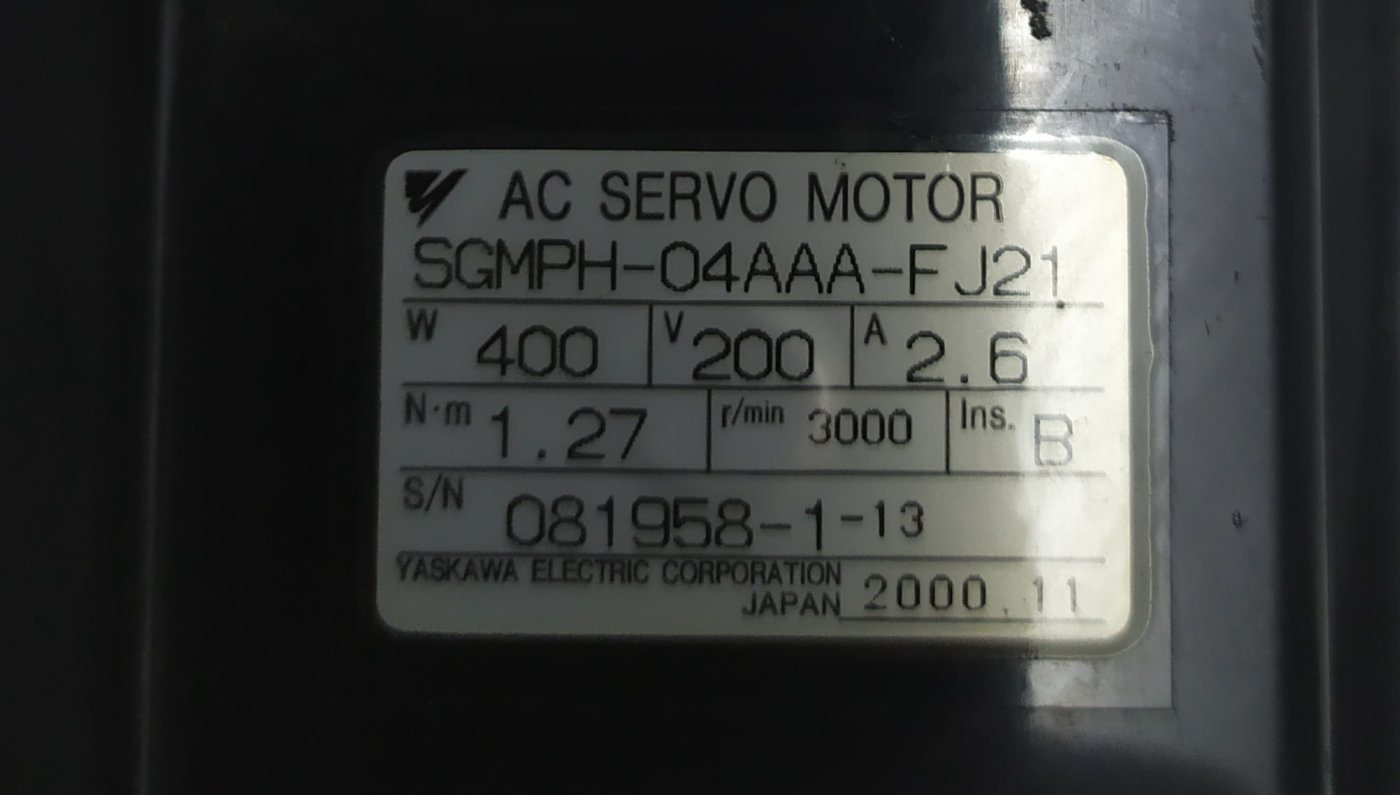 AC SERVO MOTOR
SGMPH-04AAA-FJ21
W 400 V 200 A 2.6
N·m 1.27 r/min 3000 Ins. B
S/N 081958-1-13
YASKAWA ELECTRIC CORPORATION
JAPAN 2000.11